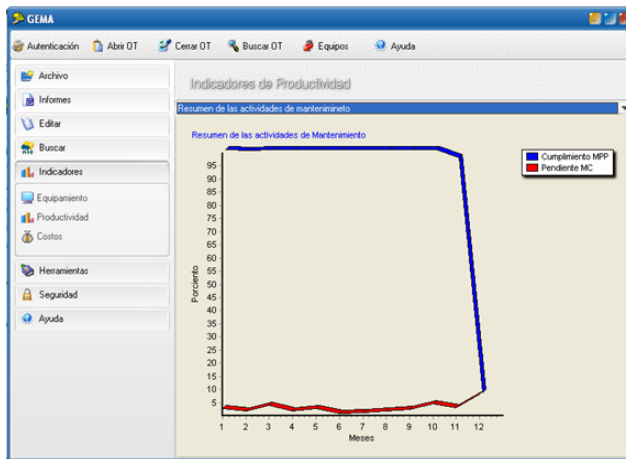 GEMA
Autenticación Abrir OT Cerrar OT Buscar OT Equipos Ayuda
Archivo
Informes
Editar
Buscar
Indicadores
Equipamiento
Productividad
Costos
Herramientas
Seguridad
Ayuda
Indicadores de Productividad
Resumen de las actividades de mantenimineto
Resumen de las actividades de Mantenimiento
Cumplimiento MPP
Pendiente MC
Porciento
95
90
85
80
75
70
65
60
55
50
45
40
35
30
25
20
15
10
5
1 2 3 4 5 6 7 8 9 10 11 12
Meses